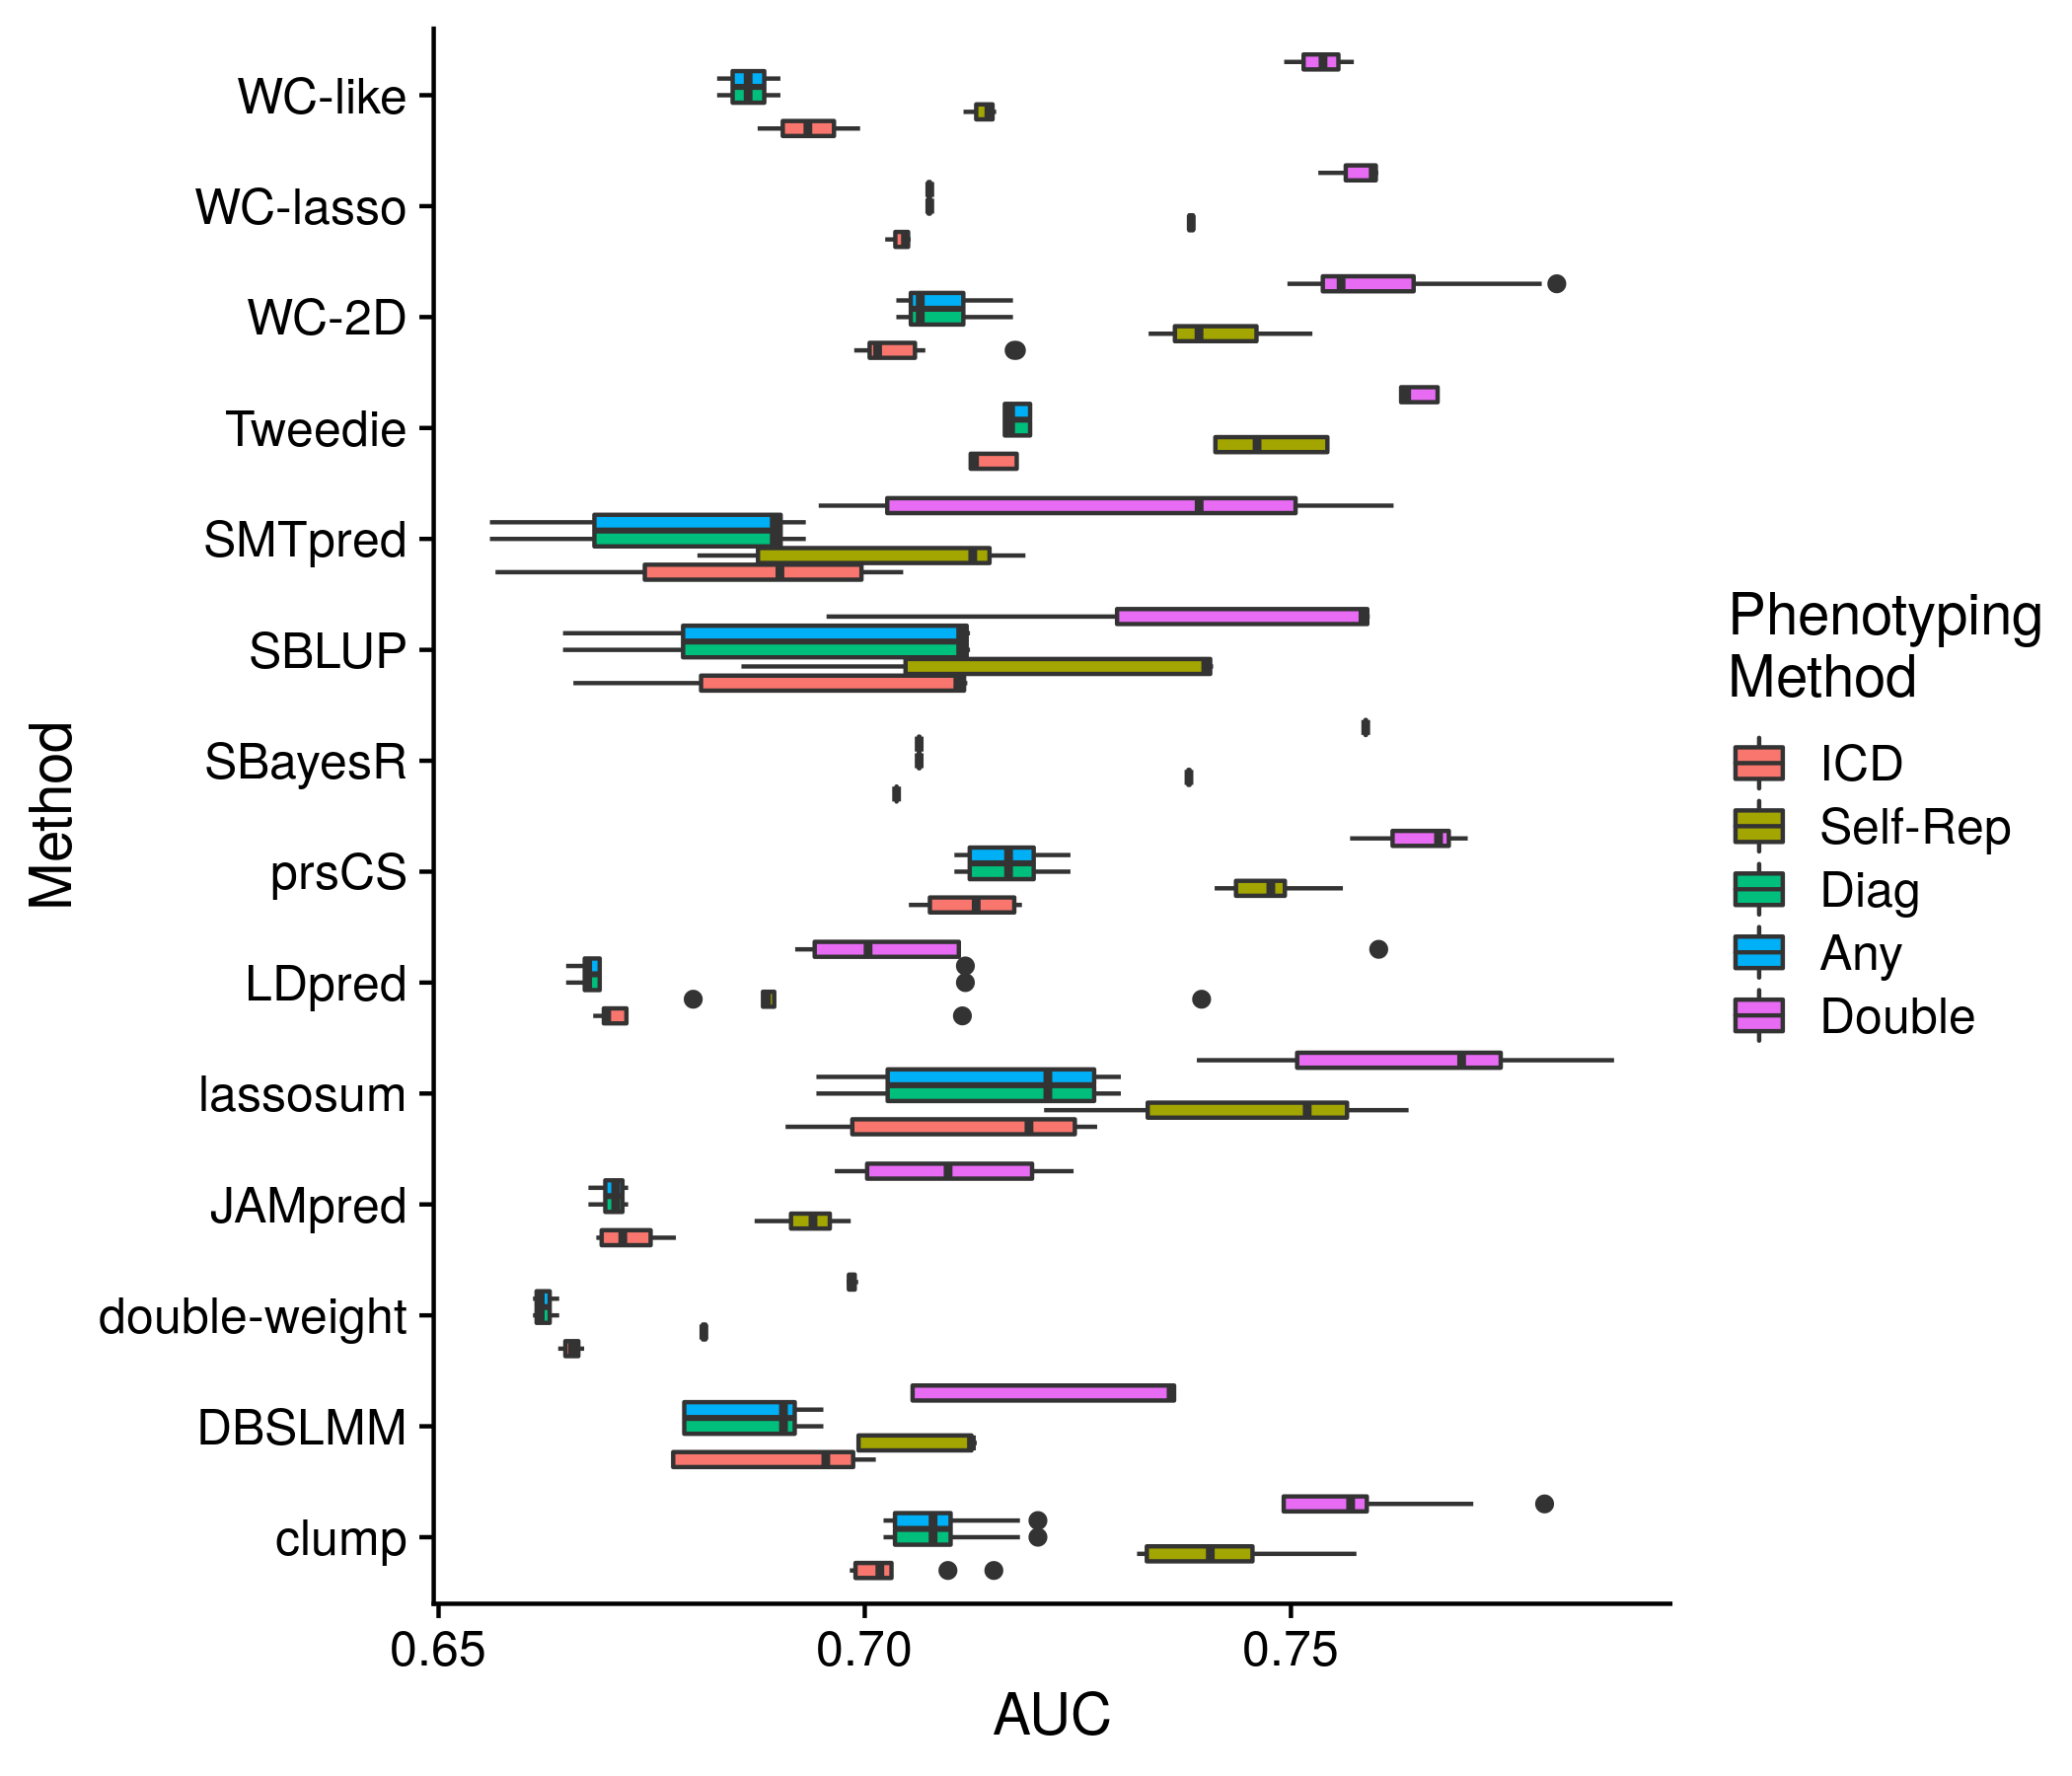 WC-like
WC-lasso
WC-2D
Tweedie
SMTpred
SBLUP
SBayesR
prsCS
LDpred
lassosum
JAMpred
double-weight
DBSLMM
clump
Method
0.65
0.70
0.75
AUC
Phenotyping
Method
ICD
Self-Rep
Diag
Any
Double